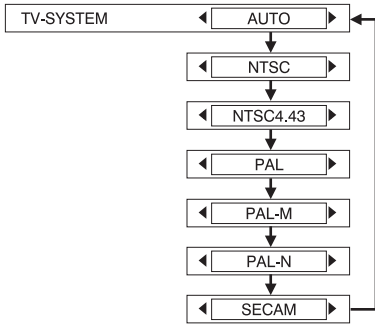 TV-SYSTEM AUTO
NTSC
NTSC4.43
PAL
PAL-M
PAL-N
SECAM